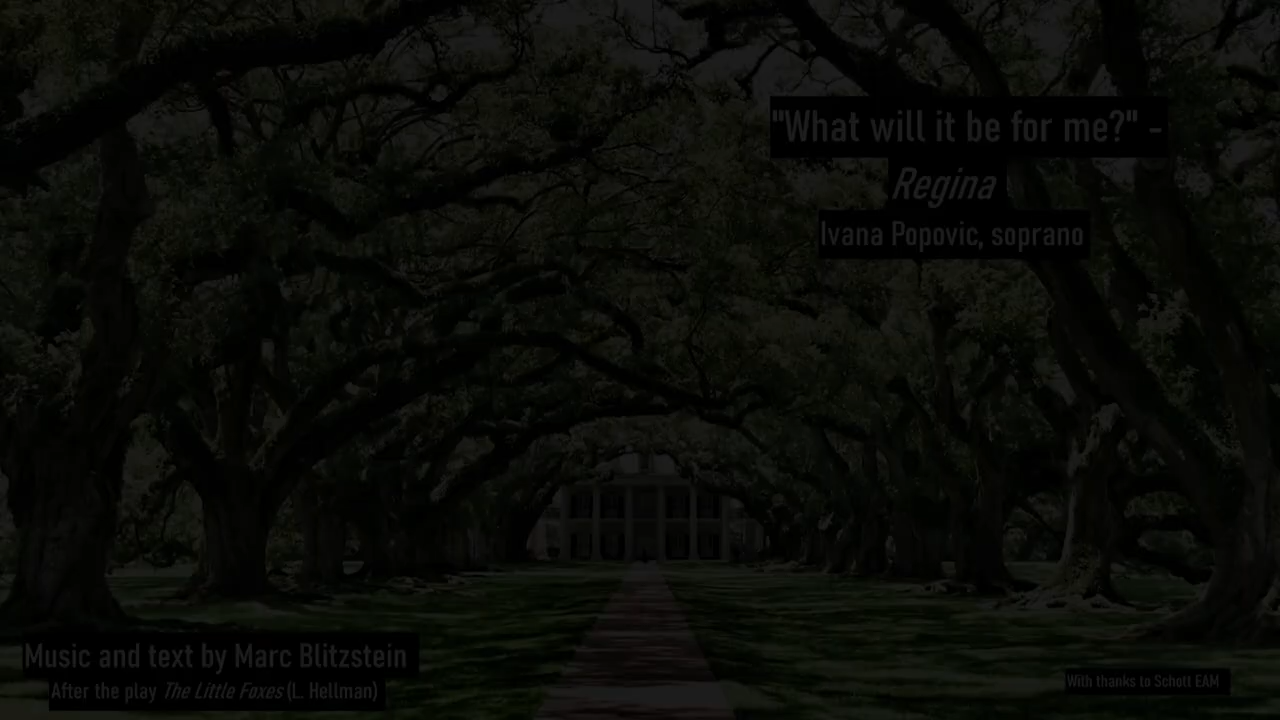 "What will it be for me?" -
Regina
Ivana Popovic, soprano
Music and text by Marc Blitzstein
After the play The Little Foxes (L. Hellman)
With thanks to Schott EAM